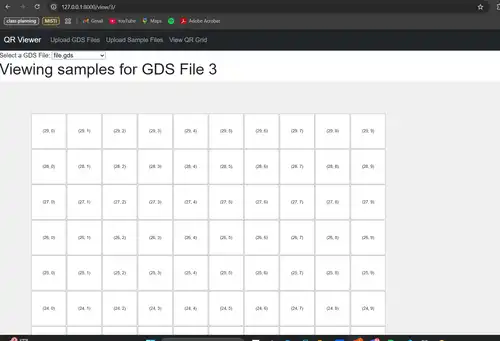 127.0.0.1:8000/view/3/
class planning MISTI Gmail YouTube Maps Adobe Acrobat
QR Viewer Upload GDS Files Upload Sample Files View QR Grid
Select a GDS File: file.gds
Viewing samples for GDS File 3
(29, 0) (29, 1) (29, 2) (29, 3) (29, 4) (29, 5) (29, 6) (29, 7) (29, 8) (29, 9)
(28, 0) (28, 1) (28, 2) (28, 3) (28, 4) (28, 5) (28, 6) (28, 7) (28, 8) (28, 9)
(27, 0) (27, 1) (27, 2) (27, 3) (27, 4) (27, 5) (27, 6) (27, 7) (27, 8) (27, 9)
(26, 0) (26, 1) (26, 2) (26, 3) (26, 4) (26, 5) (26, 6) (26, 7) (26, 8) (26, 9)
(25, 0) (25, 1) (25, 2) (25, 3) (25, 4) (25, 5) (25, 6) (25, 7) (25, 8) (25, 9)
(24, 0) (24, 1) (24, 2) (24, 3) (24, 4) (24, 5) (24, 6) (24, 7) (24, 8) (24, 9)